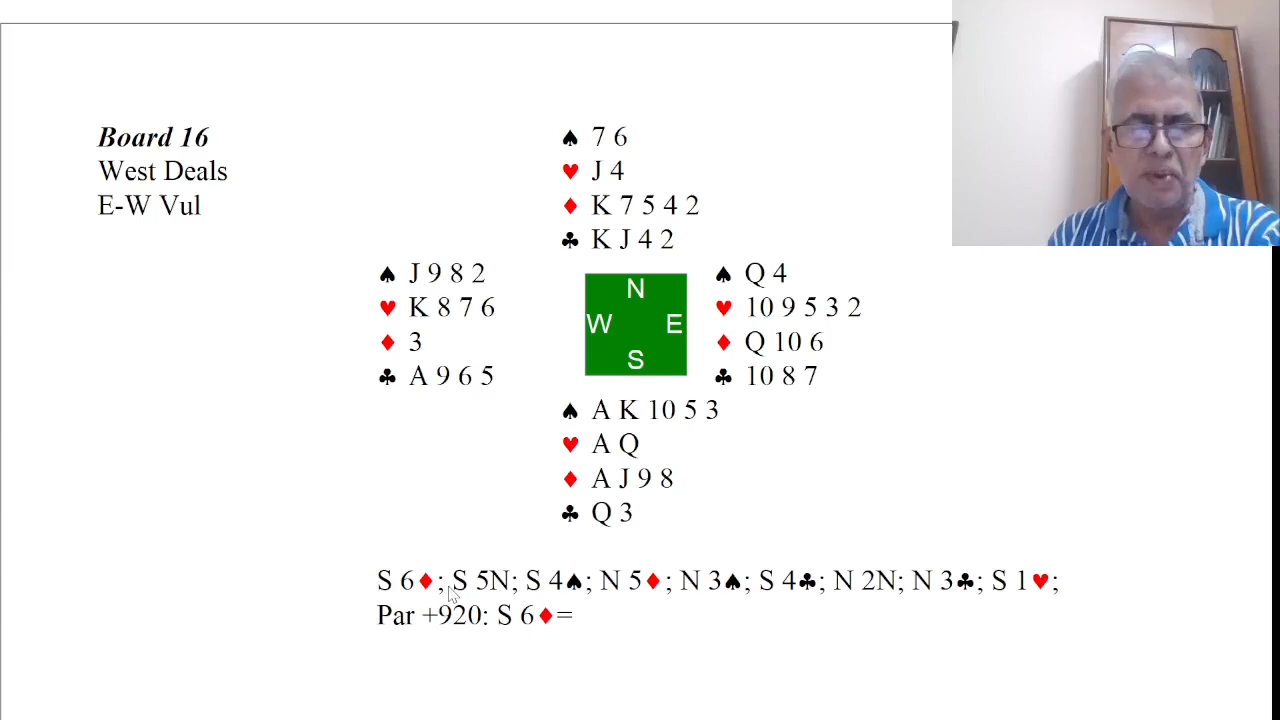 Board 16
West Deals
E-W Vul
♠ 7 6
♥ J 4
♦ K 7 5 4 2
♣ K J 4 2
♠ J 9 8 2
♥ K 8 7 6
♦ 3
♣ A 9 6 5
N
W E
S
♠ Q 4
♥ 10 9 5 3 2
♦ Q 10 6
♣ 10 8 7
♠ A K 10 5 3
♥ A Q
♦ A J 9 8
♣ Q 3
S 6♦; S 5N; S 4♠; N 5♦; N 3♠; S 4♣; N 2N; N 3♣; S 1♥;
Par +920: S 6♦=